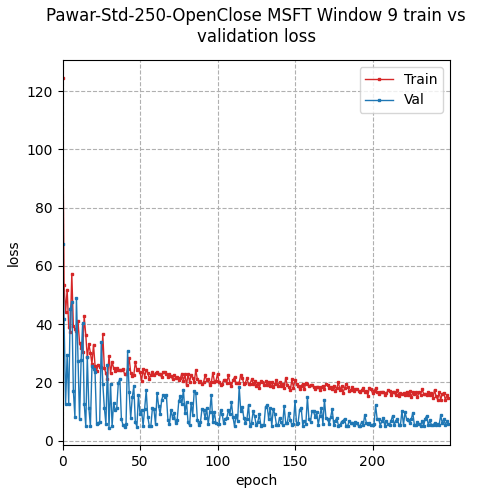 Pawar-Std-250-OpenClose MSFT Window 9 train vs
validation loss
Train
Val
120
100
80
60
40
20
0
loss
0
50
100
150
200
epoch